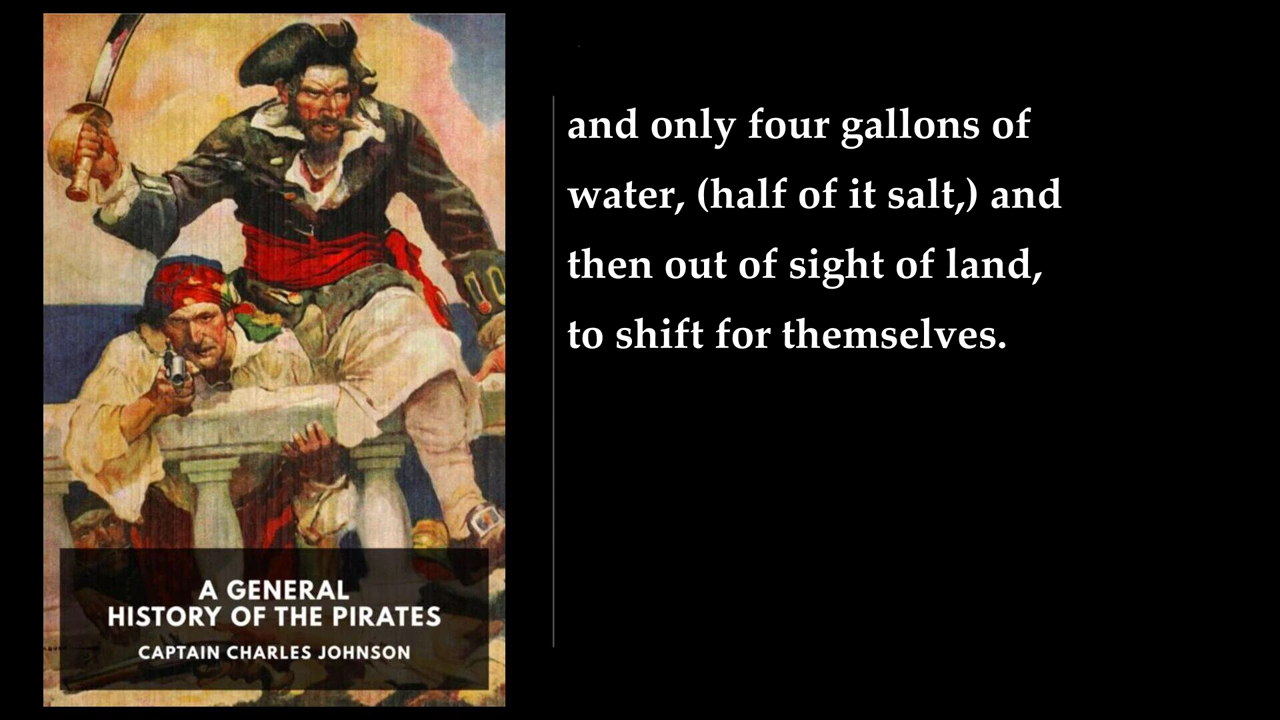 A GENERAL
HISTORY OF THE PIRATES
CAPTAIN CHARLES JOHNSON
and only four gallons of
water, (half of it salt,) and
then out of sight of land,
to shift for themselves.